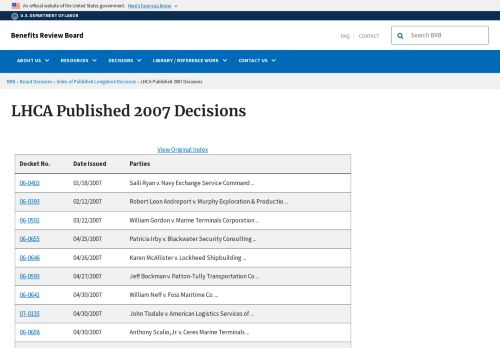 An official website of the United States government. Here's how you know
U.S. DEPARTMENT OF LABOR
Benefits Review Board
FAQ CONTACT
Search BRB
ABOUT US RESOURCES DECISIONS LIBRARY / REFERENCE WORK CONTACT US
BRB » Board Decisions » Index of Published Longshore Decisions » LHCA Published 2007 Decisions
LHCA Published 2007 Decisions
View Original Index
Docket No. Date Issued Parties
06-0403 01/18/2007 Saili Ryan v. Navy Exchange Service Command ...
06-0393 02/12/2007 Robert Leon Andreport v. Murphy Exploration & Productio ...
06-0501 03/22/2007 William Gordon v. Marine Terminals Corporation ...
06-0655 04/25/2007 Patricia Irby v. Blackwater Security Consulting ...
06-0646 04/26/2007 Karen McAllister v. Lockheed Shipbuilding ...
06-0593 04/27/2007 Jeff Bockman v. Patton-Tully Transportation Co ...
06-0641 04/30/2007 William Neff v. Foss Maritime Co ...
07-0135 04/30/2007 John Tisdale v. American Logistics Services of ...
06-0658 04/30/2007 Anthony Scalio, Jr. v. Ceres Marine Terminals ...